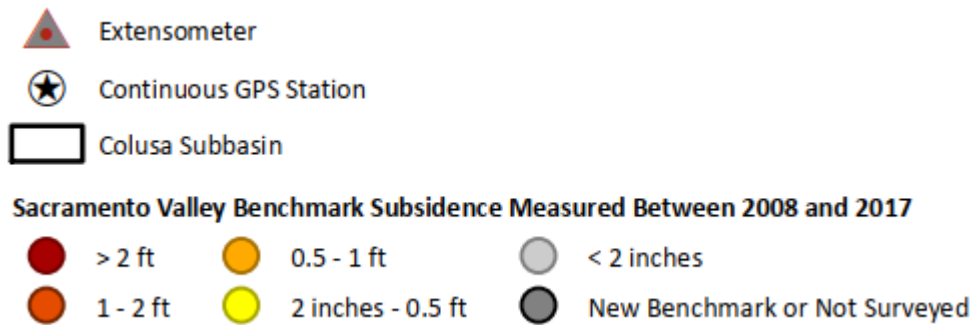 Extensometer
Continuous GPS Station
Colusa Subbasin
Sacramento Valley Benchmark Subsidence Measured Between 2008 and 2017
> 2 ft 0.5 - 1 ft < 2 inches
1 - 2 ft 2 inches - 0.5 ft New Benchmark or Not Surveyed